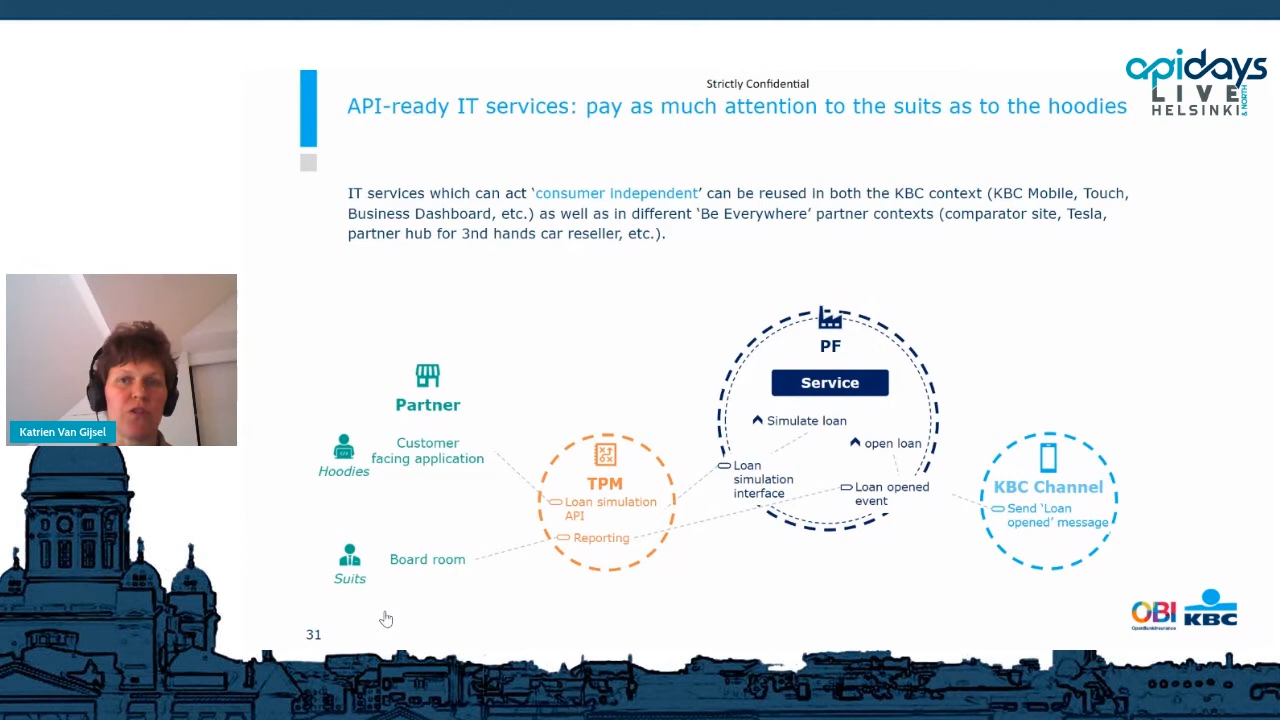 apidays
LIVE
HELSINKI
& NORTH
Strictly Confidential
API-ready IT services: pay as much attention to the suits as to the hoodies
IT services which can act ‘consumer independent’ can be reused in both the KBC context (KBC Mobile, Touch,
Business Dashboard, etc.) as well as in different ‘Be Everywhere’ partner contexts (comparator site, Tesla,
partner hub for 3nd hands car reseller, etc.).
Katrien Van Gijsel
Partner
Hoodies
Customer
facing application
Suits
Board room
TPM
Loan simulation
API
Reporting
PF
Service
Simulate loan
open loan
Loan
simulation
interface
Loan opened
event
KBC Channel
Send ‘Loan
opened’ message
31
OBI
OpenBankInsurance
KBC